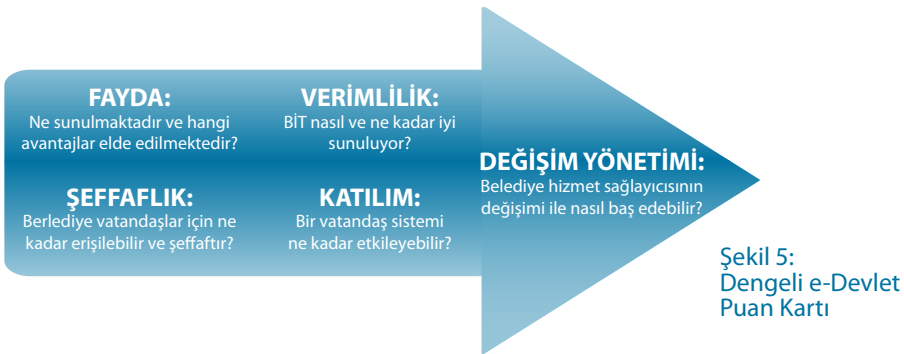 FAYDA:
Ne sunulmaktadır ve hangi
avantajlar elde edilmektedir?
VERİMLİLİK:
BİT nasıl ve ne kadar iyi
sunuluyor?
ŞEFFAFLIK:
Berlediye vatandaşlar için ne
kadar erişilebilir ve şeffaftır?
KATILIM:
Bir vatandaş sistemi
ne kadar etkileyebilir?
DEĞİŞİM YÖNETİMİ:
Belediye hizmet sağlayıcısının
değişimi ile nasıl baş edebilir?
Şekil 5:
Dengeli e-Devlet
Puan Kartı